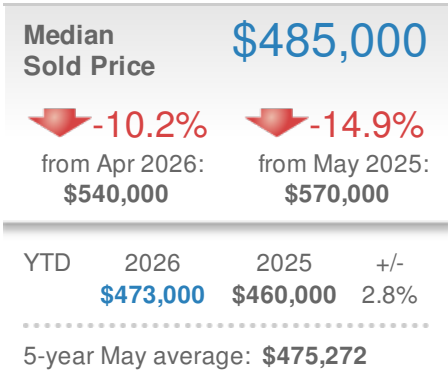 Median
Sold Price
$485,000
-10.2% -14.9%
from Apr 2026: from May 2025:
$540,000 $570,000
YTD 2026 2025 +/-
$473,000 $460,000 2.8%
5-year May average: $475,272